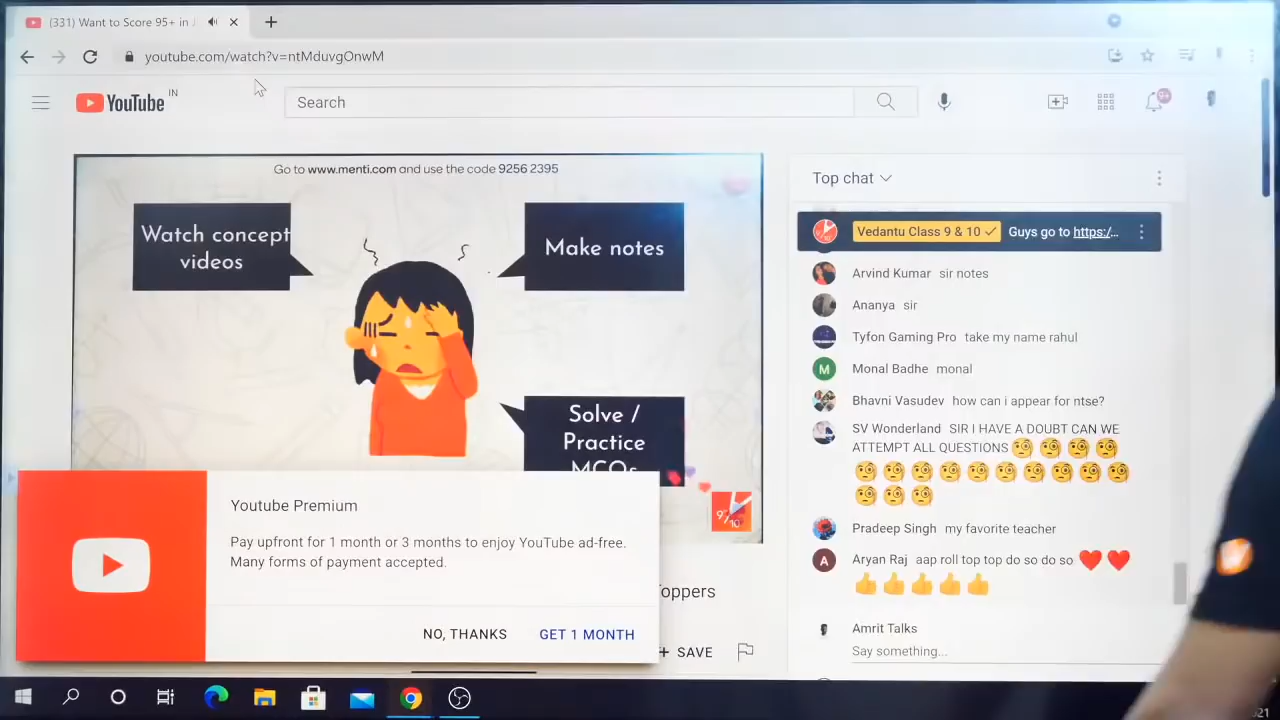 (331) Want to Score 95+ in
youtube.com/watch?v=ntMduvgOnwM
YouTube IN
Search
9+
Go to www.menti.com and use the code 9256 2395
Watch concept
videos
Make notes
Solve /
Practice
MCQs
9/10
Youtube Premium
Pay upfront for 1 month or 3 months to enjoy YouTube ad-free.
Many forms of payment accepted.
NO, THANKS
GET 1 MONTH
oppers
SAVE
Top chat
Vedantu Class 9 & 10 ✓ Guys go to https:/...
Arvind Kumar sir notes
Ananya sir
Tyfon Gaming Pro take my name rahul
M Monal Badhe monal
Bhavni Vasudev how can i appear for ntse?
SV Wonderland SIR I HAVE A DOUBT CAN WE
ATTEMPT ALL QUESTIONS 🧐🧐🧐🧐
🧐🧐🧐🧐🧐🧐🧐🧐🧐🧐
🧐🧐🧐
Pradeep Singh my favorite teacher
A Aryan Raj aap roll top top do so do so ❤️❤️
👍👍👍👍👍
Amrit Talks
Say something...